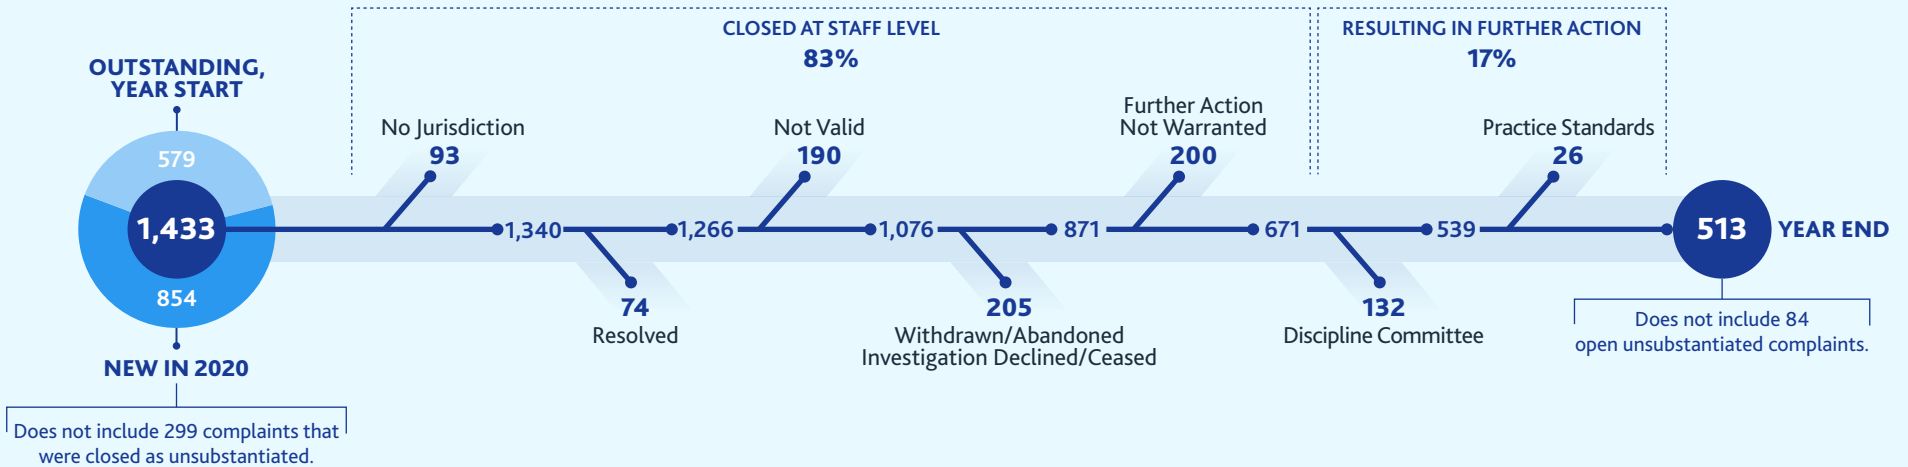 CLOSED AT STAFF LEVEL
83%
RESULTING IN FURTHER ACTION
17%
OUTSTANDING,
YEAR START
579
1,433
854
NEW IN 2020
Does not include 299 complaints that
were closed as unsubstantiated.
No Jurisdiction
93
1,340
74
Resolved
1,266
Not Valid
190
1,076
205
Withdrawn/Abandoned
Investigation Declined/Ceased
871
Further Action
Not Warranted
200
671
132
Discipline Committee
539
Practice Standards
26
513
YEAR END
Does not include 84
open unsubstantiated complaints.